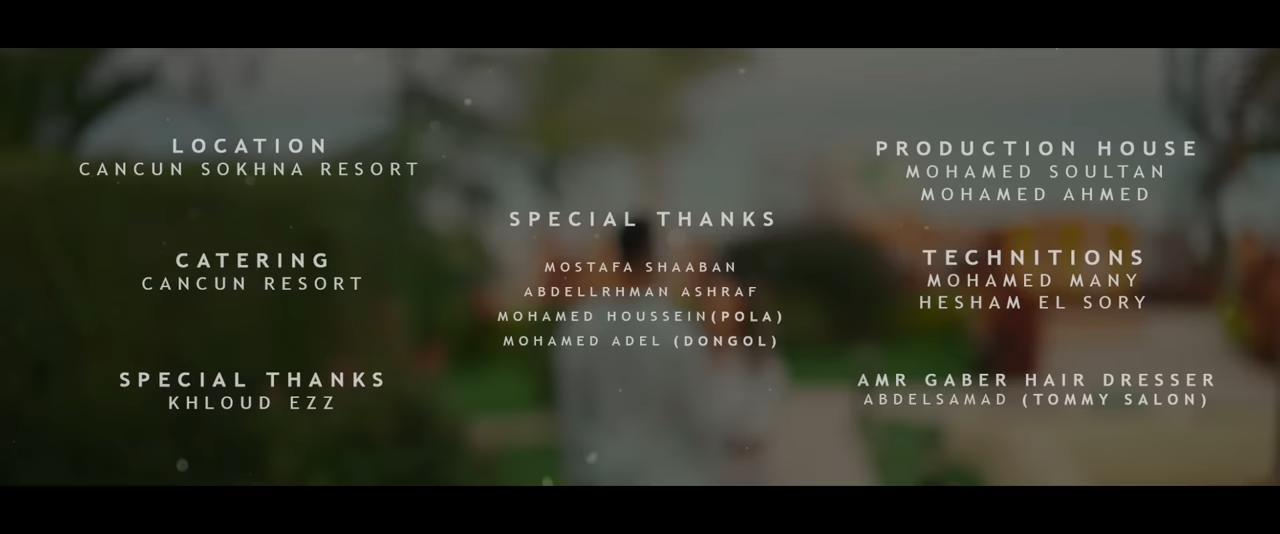 LOCATION
CANCUN SOKHNA RESORT
CATERING
CANCUN RESORT
SPECIAL THANKS
KHLOUD EZZ
SPECIAL THANKS
MOSTAFA SHAABAN
ABDELLRHMAN ASHRAF
MOHAMED HOUSSEIN(POLA)
MOHAMED ADEL (DONGOL)
PRODUCTION HOUSE
MOHAMED SOULTAN
MOHAMED AHMED
TECHNITIONS
MOHAMED MANY
HESHAM EL SORY
AMR GABER HAIR DRESSER
ABDELSAMAD (TOMMY SALON)